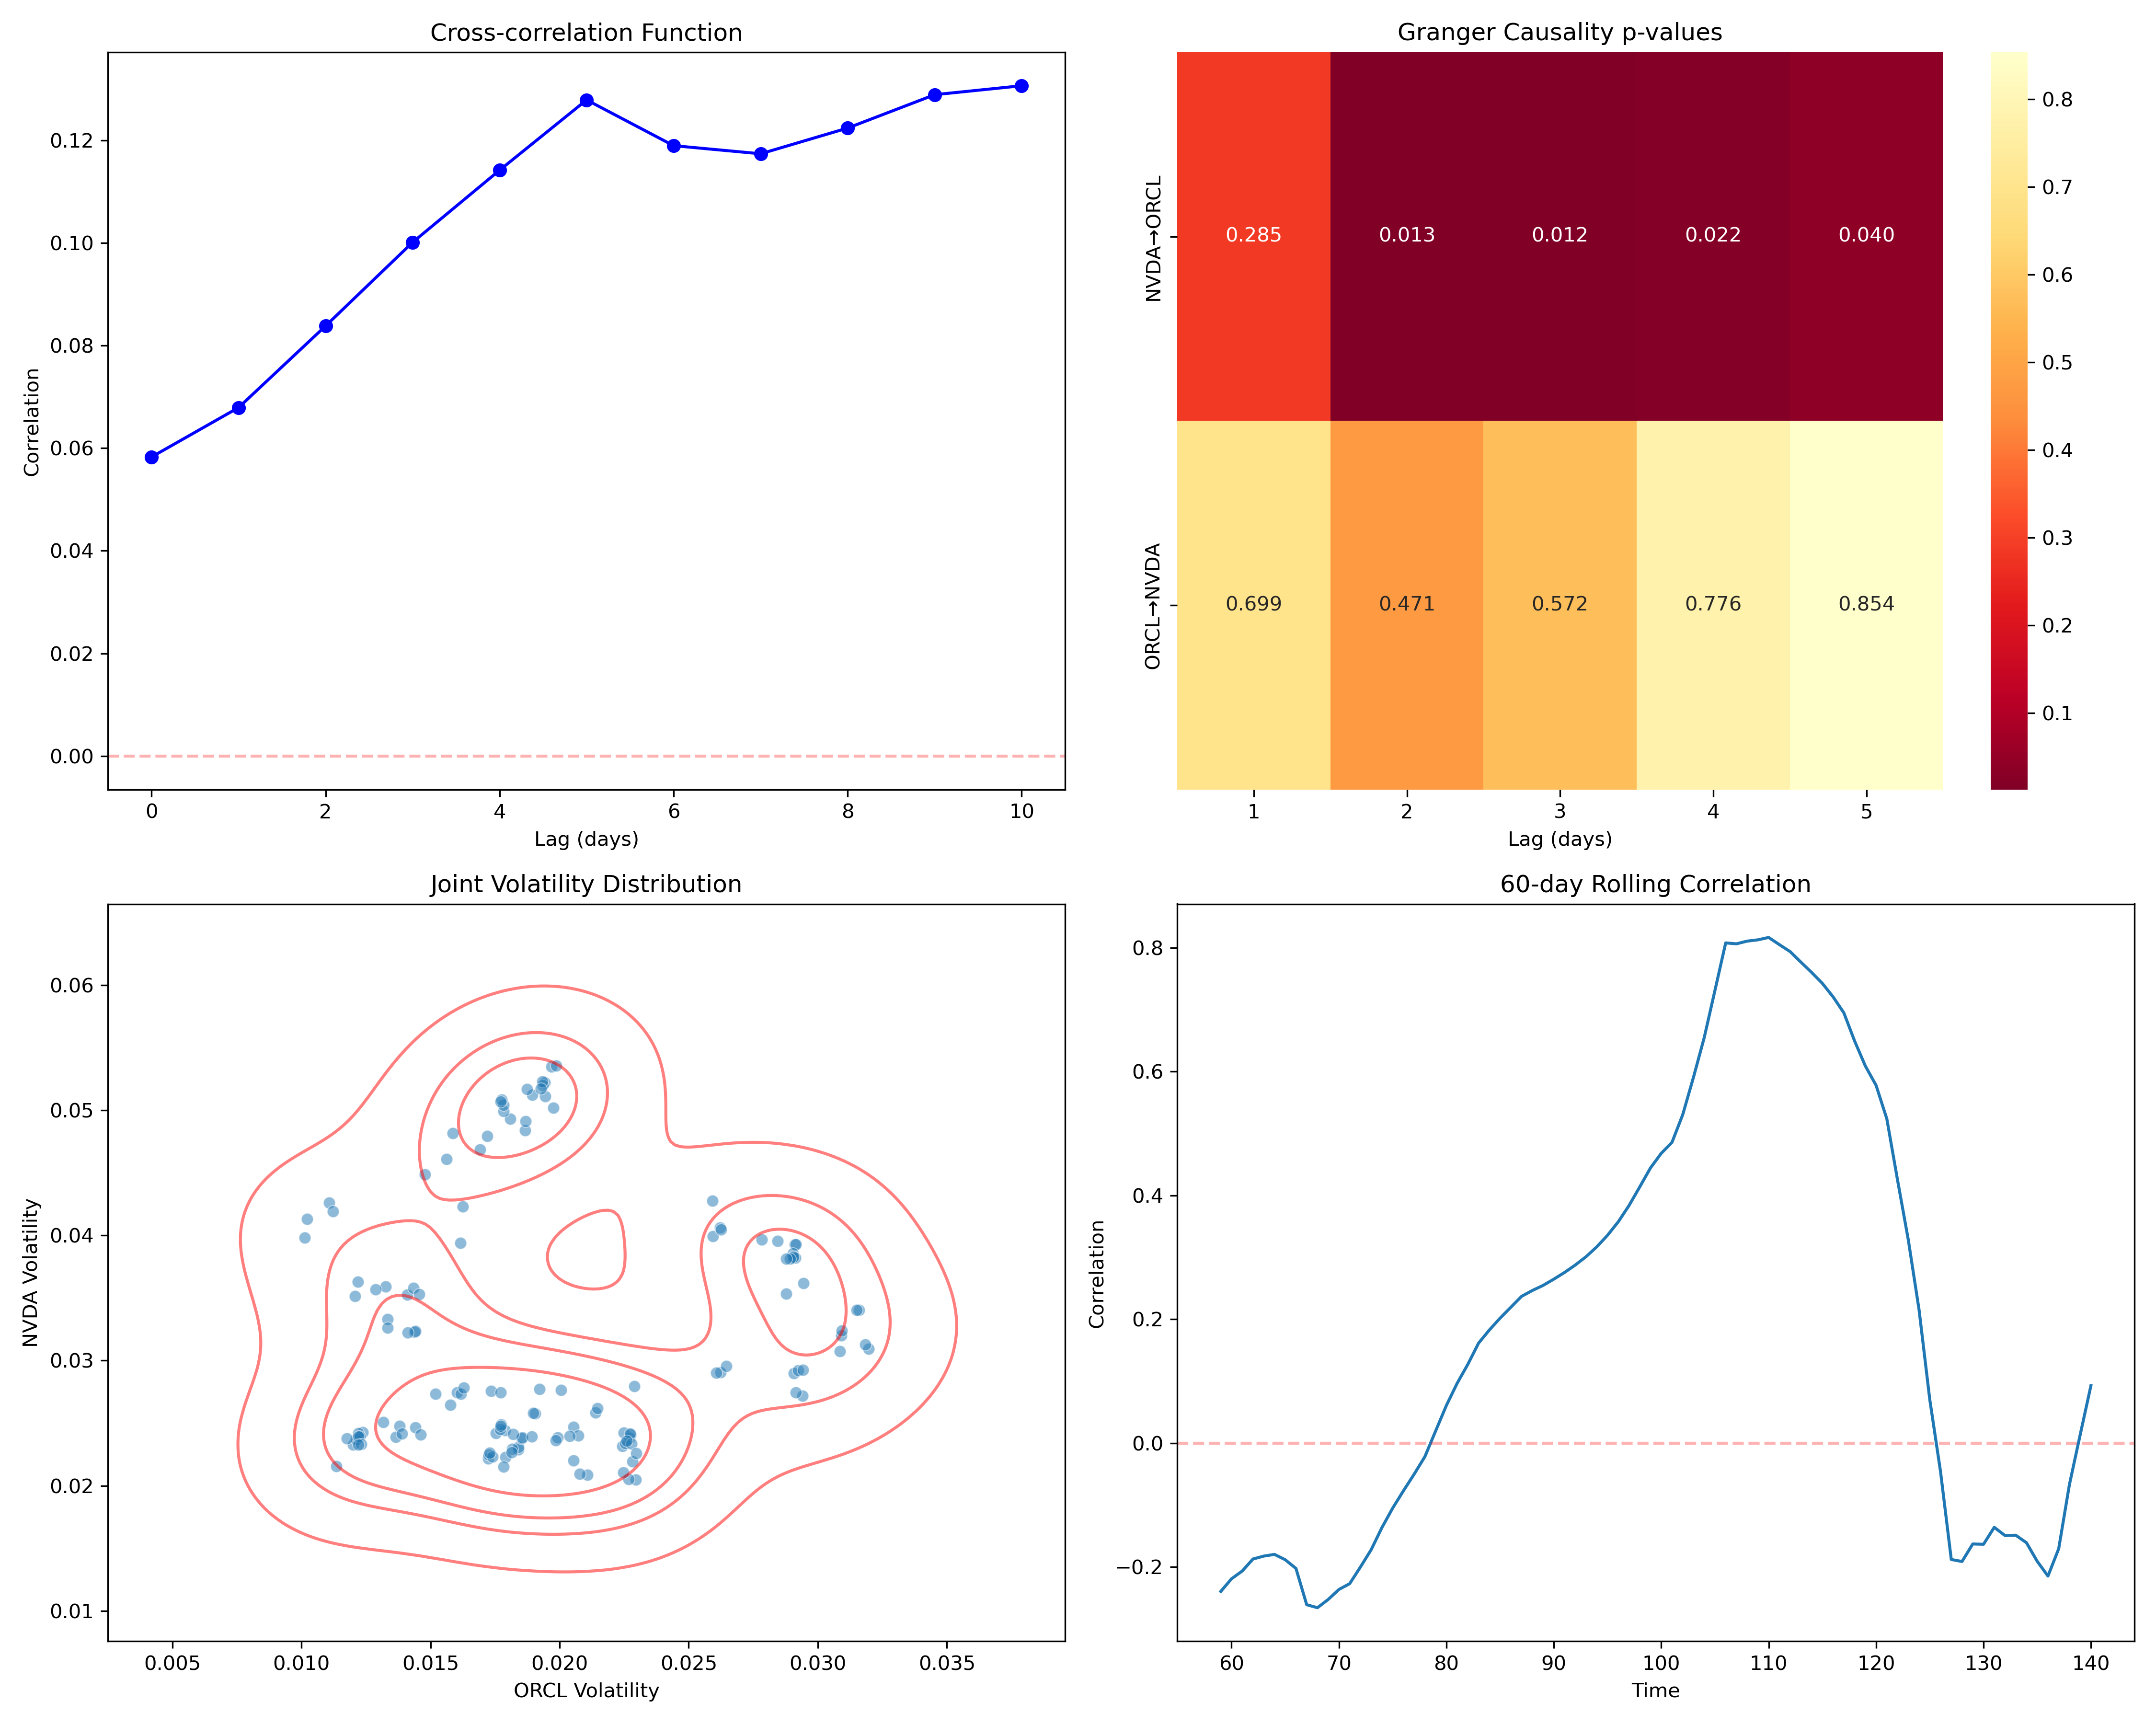 Cross-correlation Function
Correlation
0.12
0.10
0.08
0.06
0.04
0.02
0.00
0 2 4 6 8 10
Lag (days)
Granger Causality p-values
NVDA→ORCL
0.285 0.013 0.012 0.022 0.040
ORCL→NVDA
0.699 0.471 0.572 0.776 0.854
1 2 3 4 5
Lag (days)
0.8
0.7
0.6
0.5
0.4
0.3
0.2
0.1
Joint Volatility Distribution
NVDA Volatility
0.06
0.05
0.04
0.03
0.02
0.01
0.005 0.010 0.015 0.020 0.025 0.030 0.035
ORCL Volatility
60-day Rolling Correlation
Correlation
0.8
0.6
0.4
0.2
0.0
−0.2
60 70 80 90 100 110 120 130 140
Time